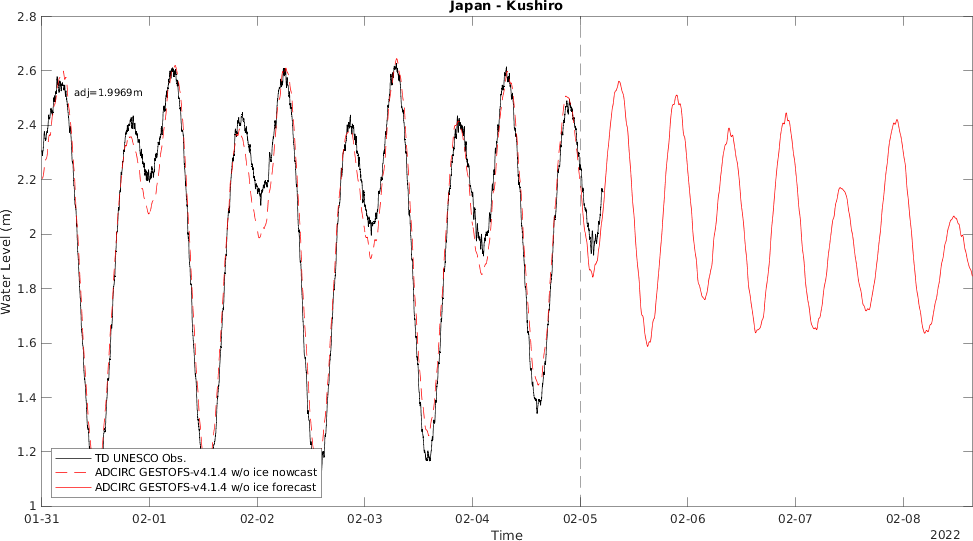 Japan - Kushiro
2.8
2.6
adj=1.9969m
2.4
2.2
2
1.8
1.6
1.4
1.2
1
Water Level (m)
TD UNESCO Obs.
ADCIRC GESTOFS-v4.1.4 w/o ice nowcast
ADCIRC GESTOFS-v4.1.4 w/o ice forecast
01-31 02-01 02-02 02-03 02-04 02-05 02-06 02-07 02-08
Time
2022